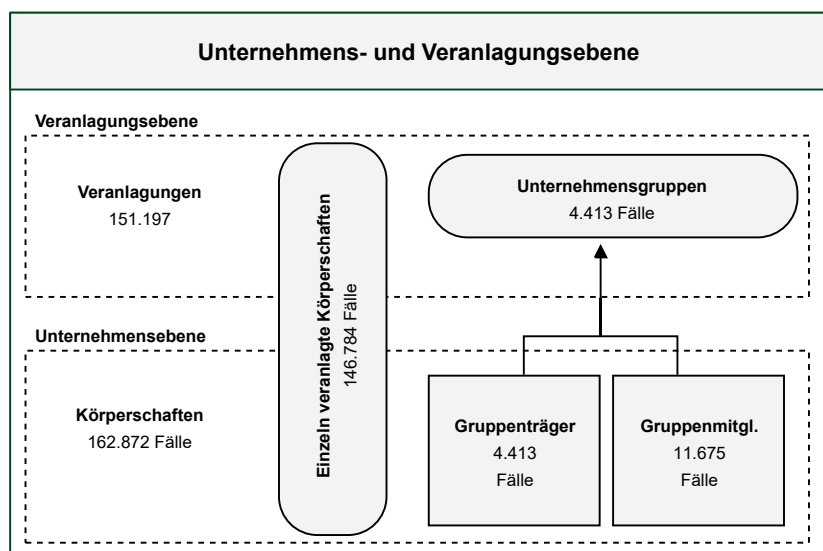 Unternehmens- und Veranlagungsebene
Veranlagungsebene
Veranlagungen
151.197
Einzeln veranlagte Körperschaften
146.784 Fälle
Unternehmensgruppen
4.413 Fälle
Unternehmensebene
Körperschaften
162.872 Fälle
Gruppenträger
4.413
Fälle
Gruppenmitgl.
11.675
Fälle